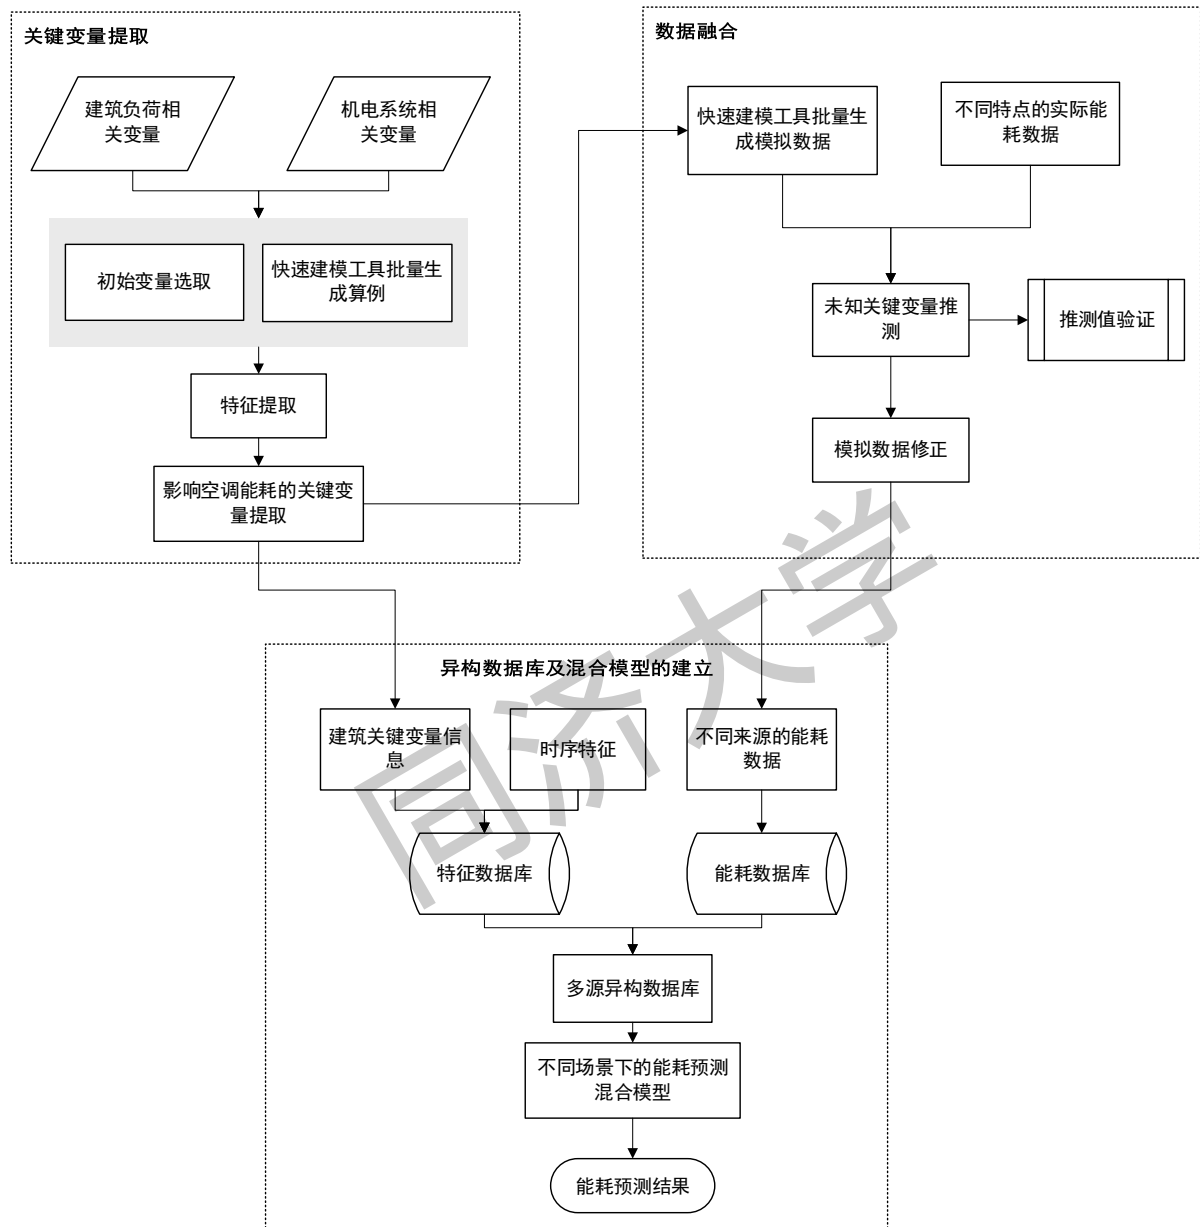 关键变量提取
建筑负荷相
关变量
机电系统相
关变量
初始变量选取
快速建模工具批量生
成算例
特征提取
影响空调能耗的关键变
量提取
数据融合
快速建模工具批量生
成模拟数据
不同特点的实际能
耗数据
未知关键变量推
测
推测值验证
模拟数据修正
异构数据库及混合模型的建立
建筑关键变量信
息
时序特征
不同来源的能耗
数据
特征数据库
能耗数据库
多源异构数据库
不同场景下的能耗预测
混合模型
能耗预测结果
同济大学